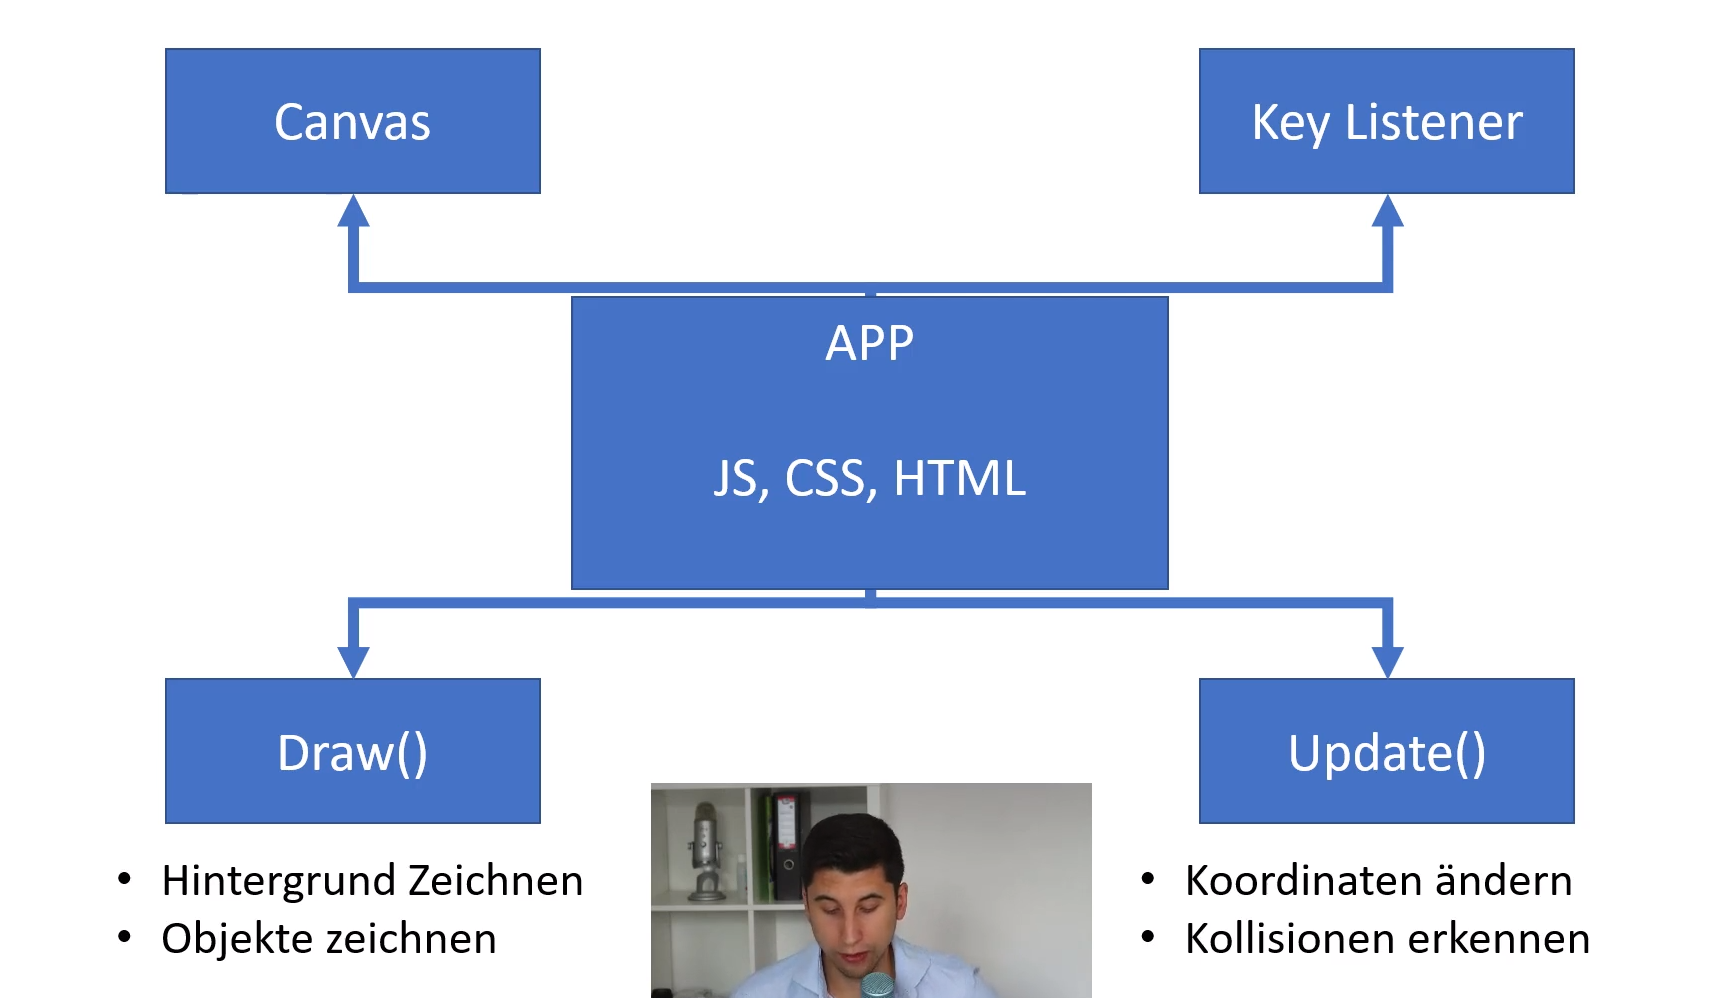 Canvas
Key Listener
APP
JS, CSS, HTML
Draw()
Update()
• Hintergrund Zeichnen
• Objekte zeichnen
• Koordinaten ändern
• Kollisionen erkennen